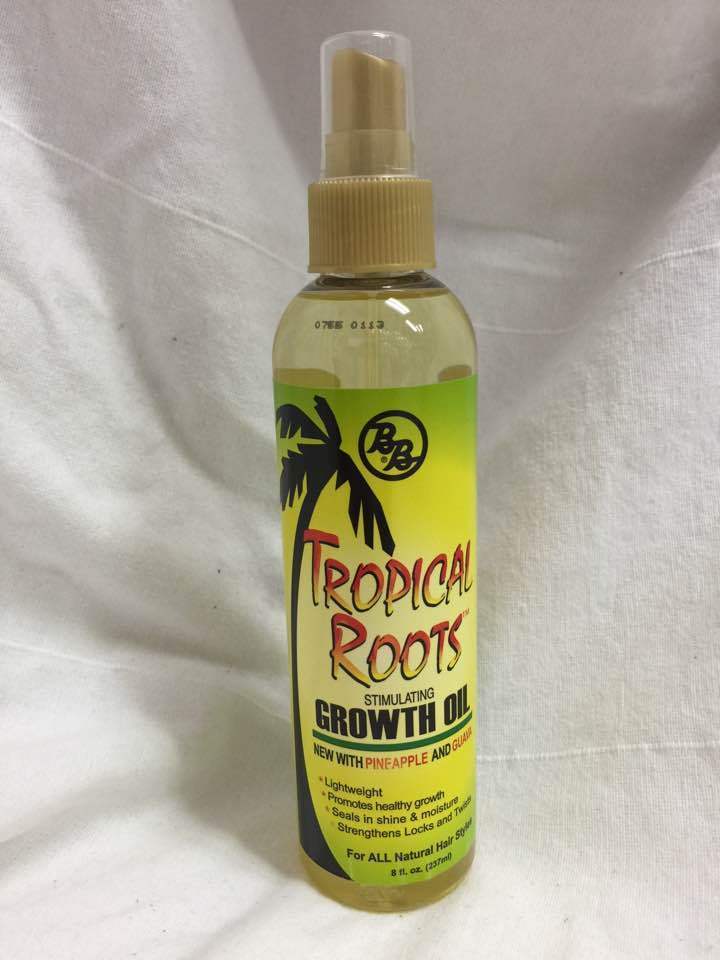 0755 0113
BB
®
TROPICAL
ROOTS™
STIMULATING
GROWTH OIL
NEW WITH PINEAPPLE AND GUAVA
* Lightweight
* Promotes healthy growth
* Seals in shine & moisture
* Strengthens Locks and Twists
For ALL Natural Hair Styles
8 fl. oz. (237ml)